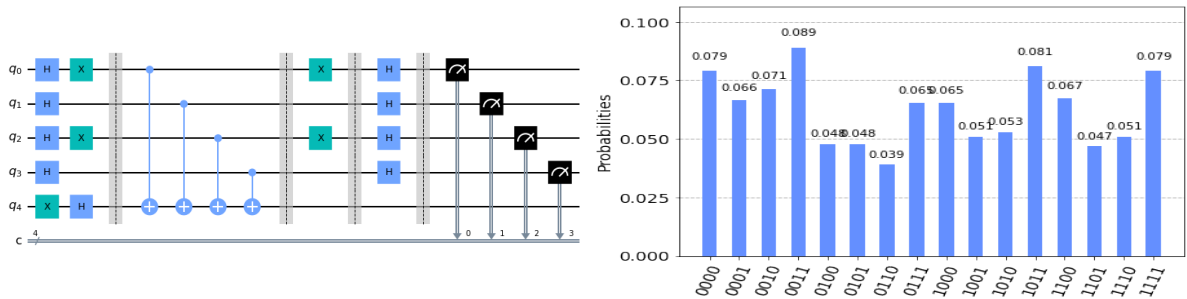 q0 H X
q1 H
q2 H X
q3 H
q4 X H
X H
H
X H
H
c 4 0 1 2 3
Probabilities
0.100
0.075
0.050
0.025
0.000
0.079 0.066 0.071 0.089 0.048 0.048 0.039 0.065 0.065 0.051 0.053 0.081 0.067 0.047 0.051 0.079
0000 0001 0010 0011 0100 0101 0110 0111 1000 1001 1010 1011 1100 1101 1110 1111